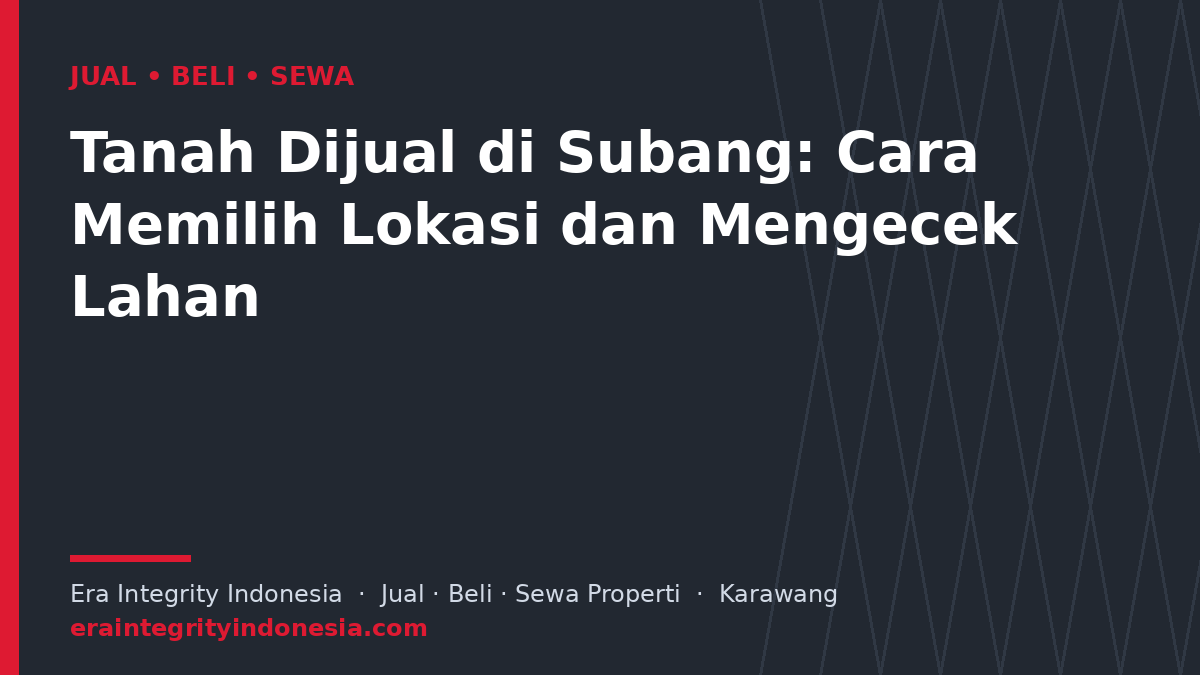 JUAL • BELI • SEWA
Tanah Dijual di Subang: Cara
Memilih Lokasi dan Mengecek
Lahan
Era Integrity Indonesia · Jual · Beli · Sewa Properti · Karawang
eraintegrityindonesia.com